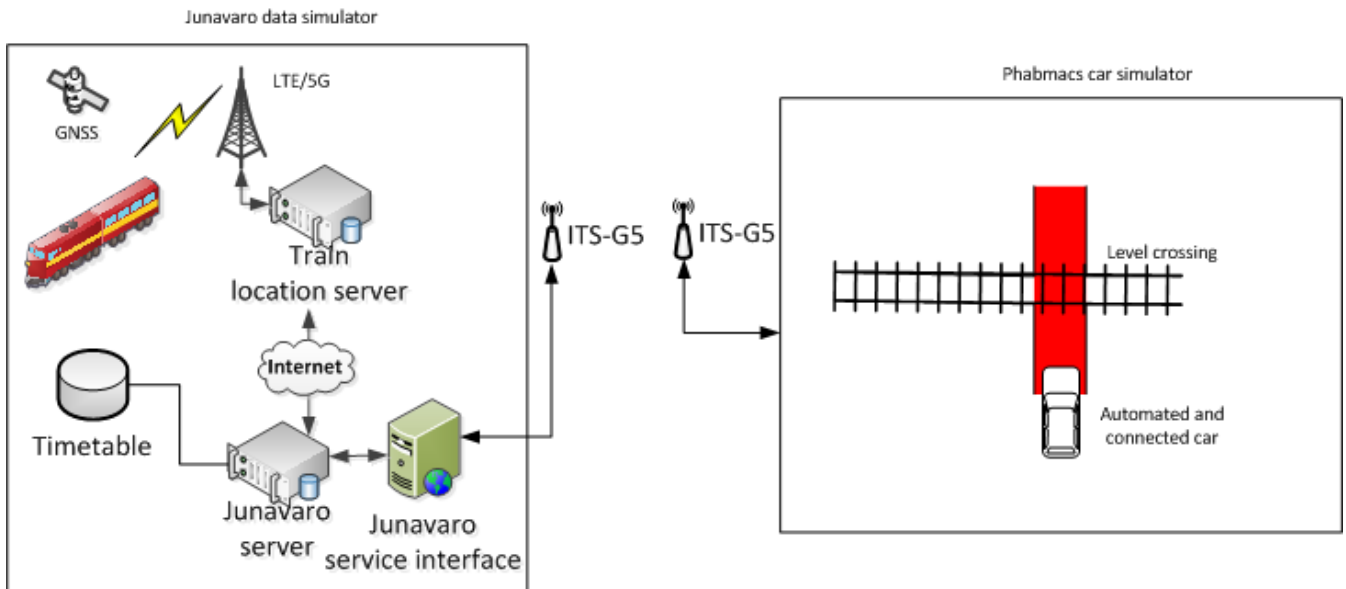 Junavaro data simulator
LTE/5G
GNSS
Train
location server
Internet
Timetable
Junavaro
server
Junavaro
service interface
ITS-G5
ITS-G5
Phabmacs car simulator
Level crossing
Automated and
connected car